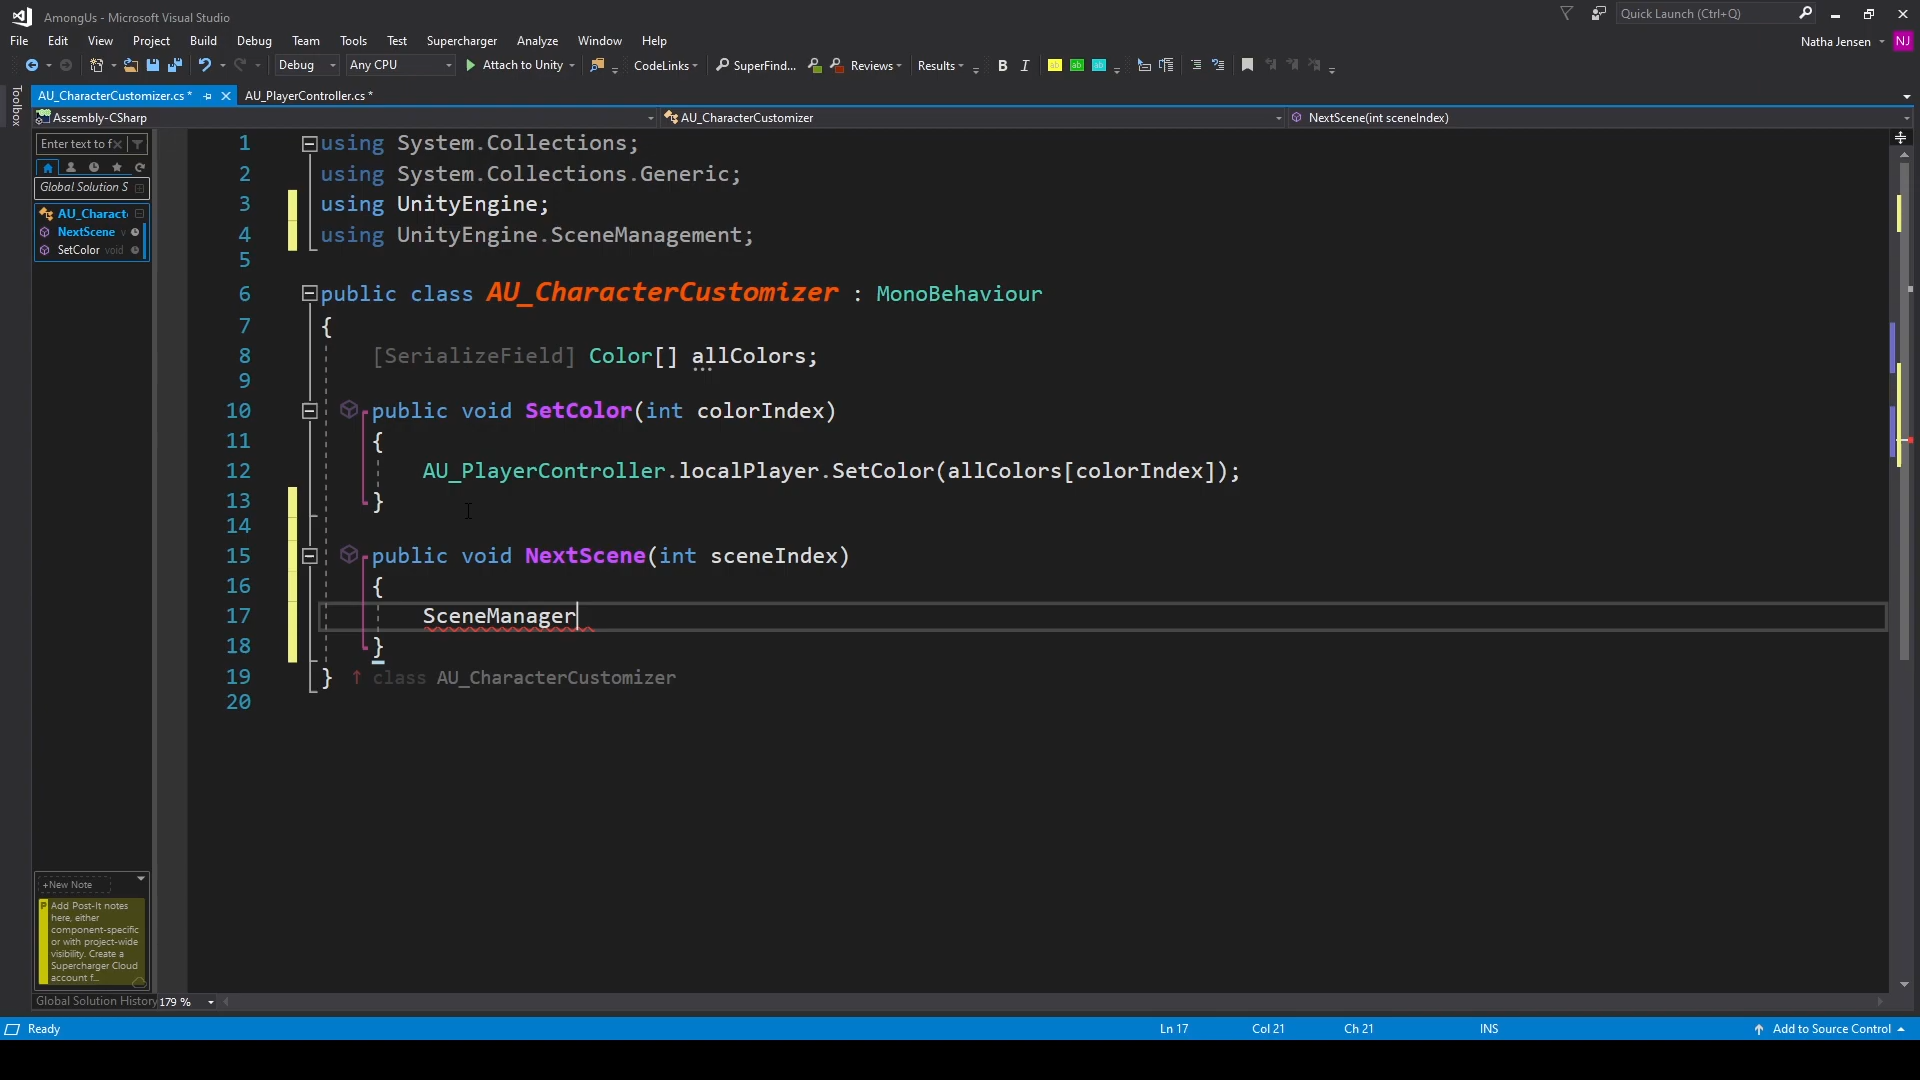 AmongUs - Microsoft Visual Studio
Quick Launch (Ctrl+Q)
File Edit View Project Build Debug Team Tools Test Supercharger Analyze Window Help
Natha Jensen NJ
Debug Any CPU Attach to Unity CodeLinks SuperFind... Reviews Results B I ab ab ab
Toolbox
AU_CharacterCustomizer.cs * AU_PlayerController.cs *
Assembly-CSharp AU_CharacterCustomizer NextScene(int sceneIndex)
Enter text to f
Global Solution S
AU_Charact
NextScene v
SetColor void
1 using System.Collections;
2 using System.Collections.Generic;
3 using UnityEngine;
4 using UnityEngine.SceneManagement;
5
6 public class AU_CharacterCustomizer : MonoBehaviour
7 {
8 [SerializeField] Color[] allColors;
9
10 public void SetColor(int colorIndex)
11 {
12 AU_PlayerController.localPlayer.SetColor(allColors[colorIndex]);
13 }
14
15 public void NextScene(int sceneIndex)
16 {
17 SceneManager
18 }
19 } ↑ class AU_CharacterCustomizer
20
+New Note
P Add Post-It notes
here, either
component-specific
or with project-wide
visibility. Create a
Supercharger Cloud
account f...
Global Solution History 179 %
Ready Ln 17 Col 21 Ch 21 INS Add to Source Control